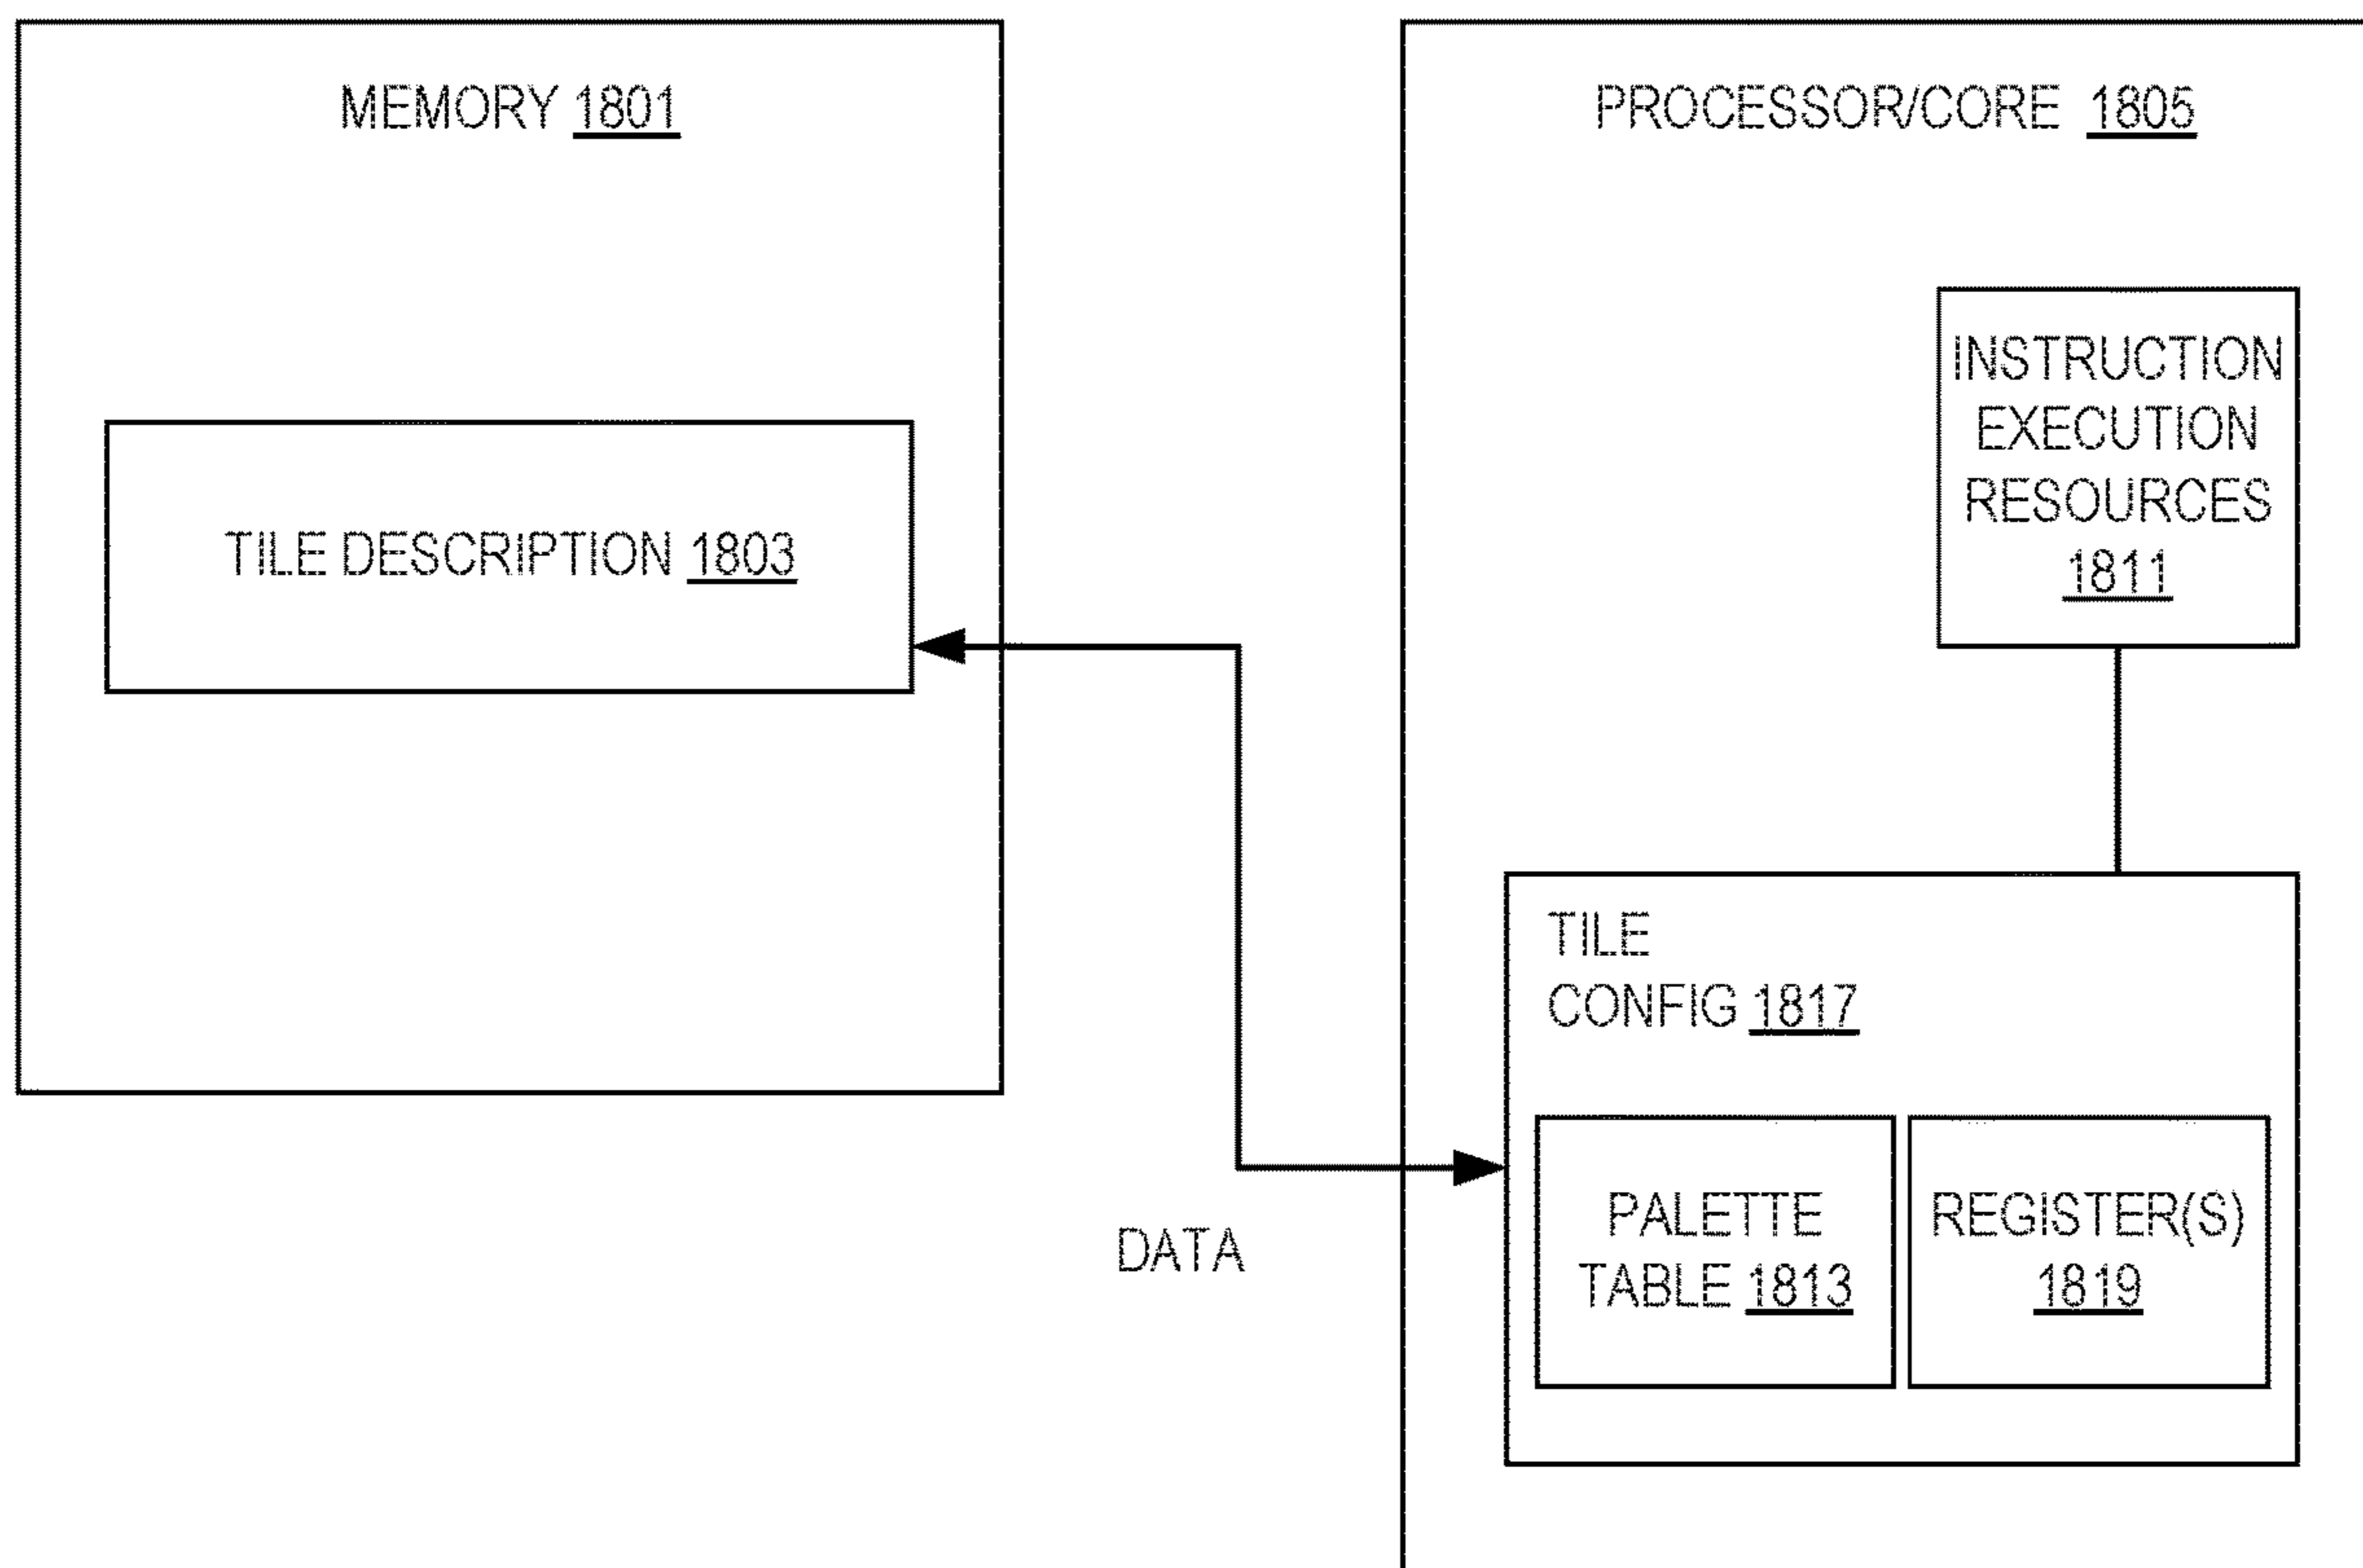 MEMORY 1801
TILE DESCRIPTION 1803
DATA
PROCESSOR/CORE 1805
INSTRUCTION
EXECUTION
RESOURCES
1811
TILE
CONFIG 1817
PALETTE
TABLE 1813
REGISTER(S)
1819